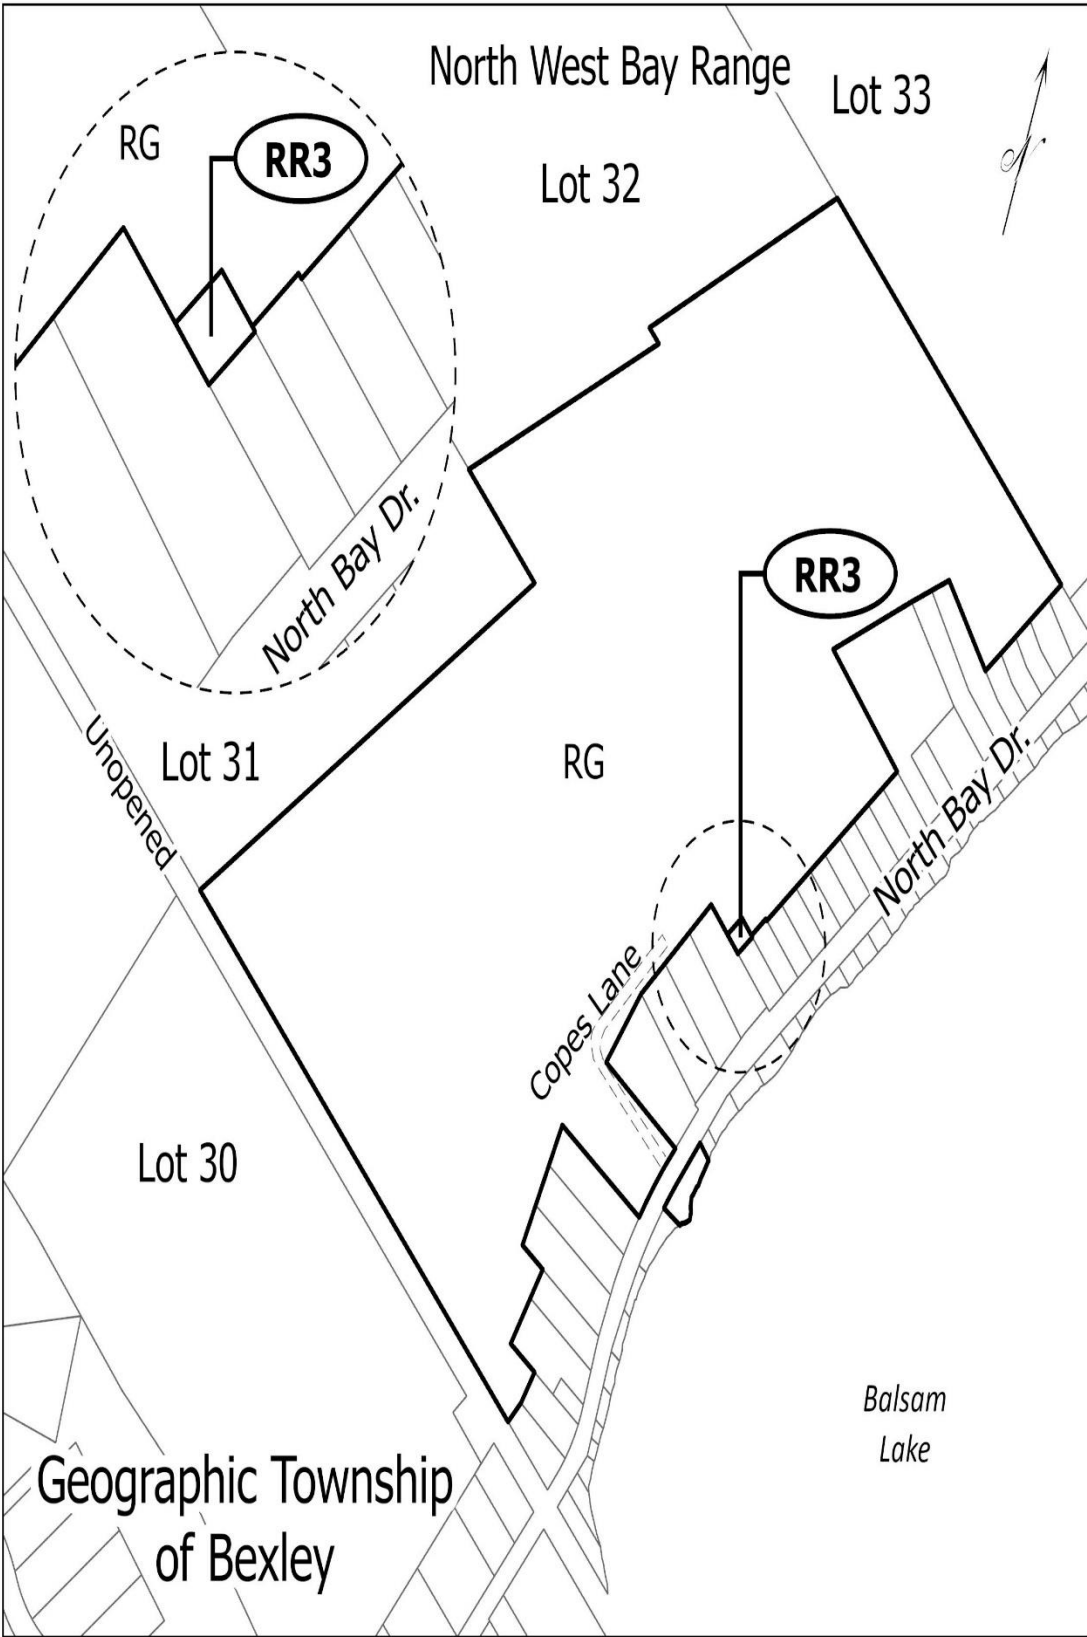 North West Bay Range
Lot 33
RG
RR3
Lot 32
North Bay Dr.
RR3
Unopened
Lot 31
RG
North Bay Dr.
Copes Lane
Lot 30
Balsam
Lake
Geographic Township
of Bexley